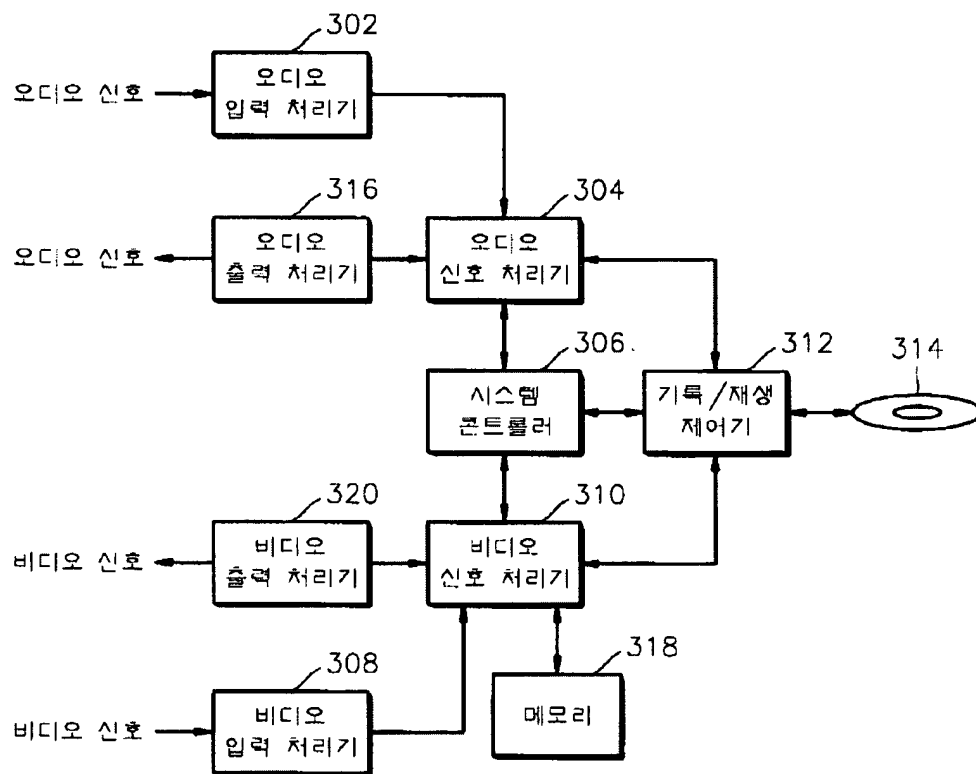 302
오디오 신호
오디오
입력 처리기
316
304
오디오 신호
오디오
출력 처리기
오디오
신호 처리기
306
312
314
시스템
콘트롤러
기록/재생
제어기
320
310
비디오 신호
비디오
출력 처리기
비디오
신호 처리기
308
318
비디오 신호
비디오
입력 처리기
메모리